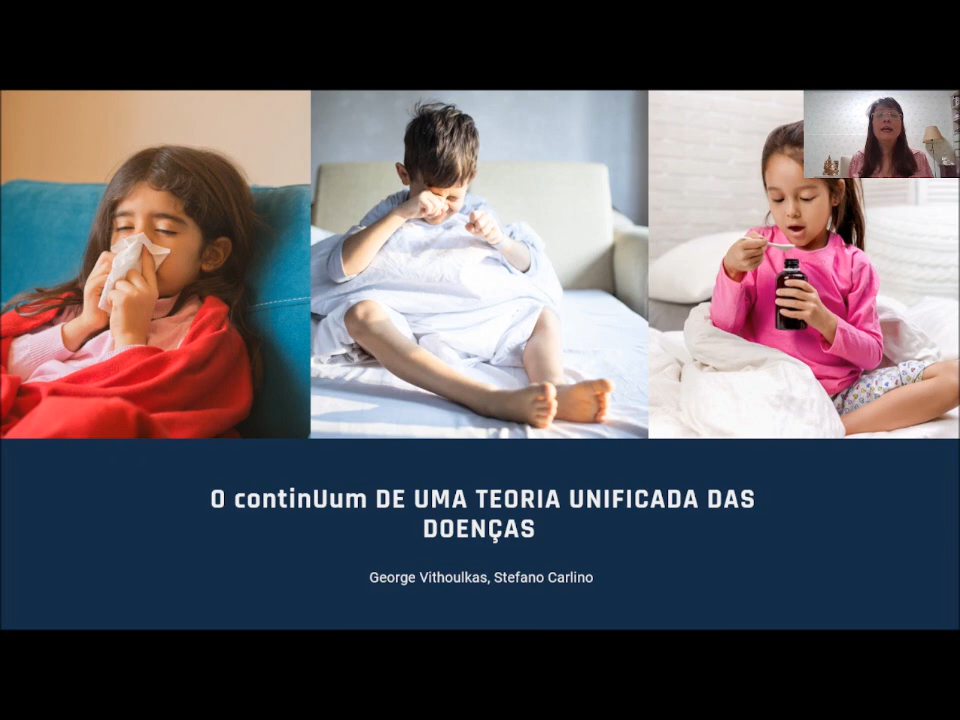 O continUum DE UMA TEORIA UNIFICADA DAS
DOENÇAS
George Vithoulkas, Stefano Carlino